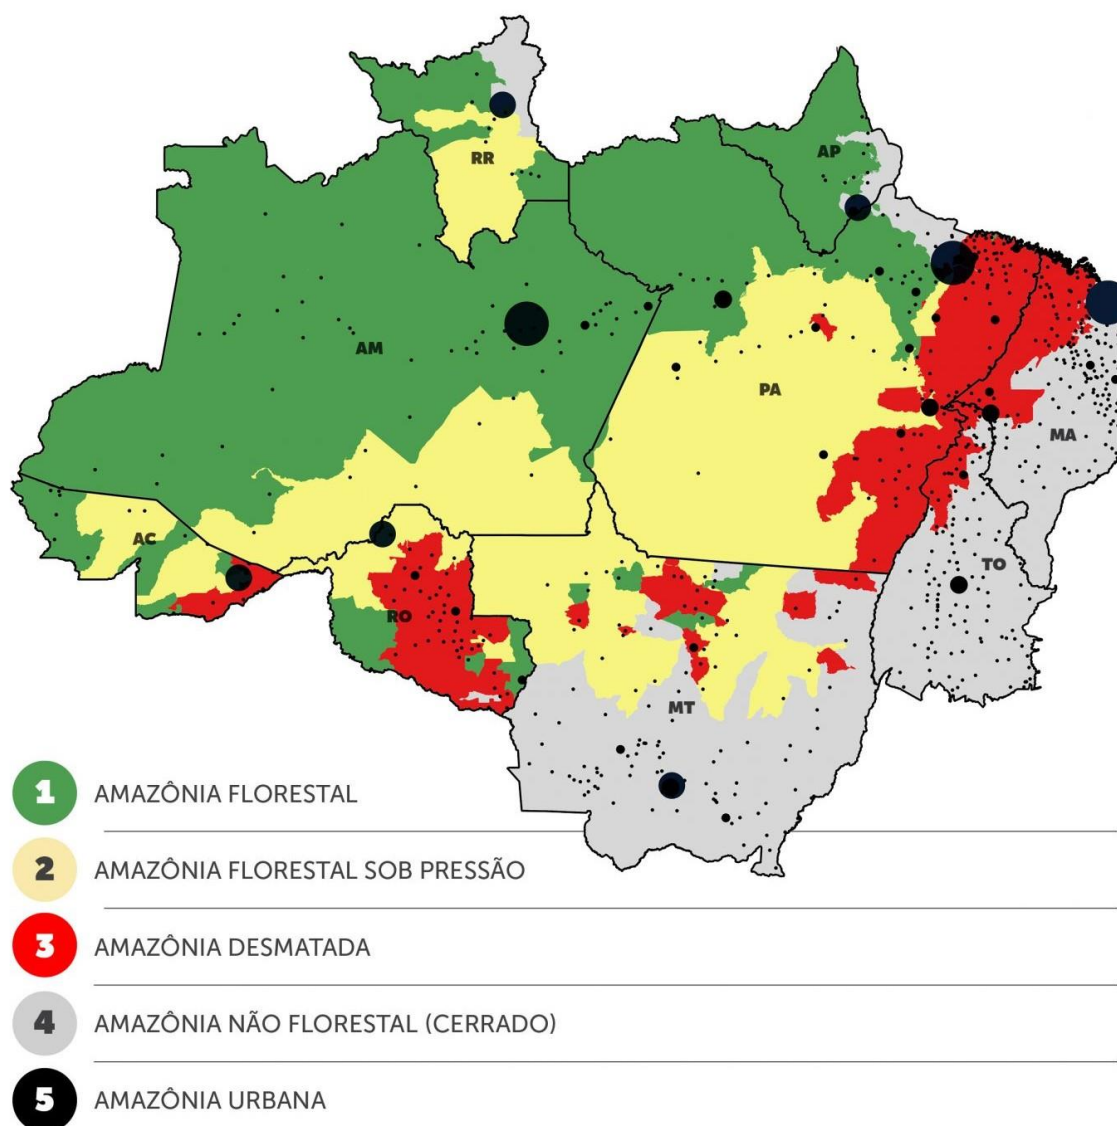 RR
AP
AM
PA
MA
AC
TO
RO
MT
1 AMAZÔNIA FLORESTAL
2 AMAZÔNIA FLORESTAL SOB PRESSÃO
3 AMAZÔNIA DESMATADA
4 AMAZÔNIA NÃO FLORESTAL (CERRADO)
5 AMAZÔNIA URBANA